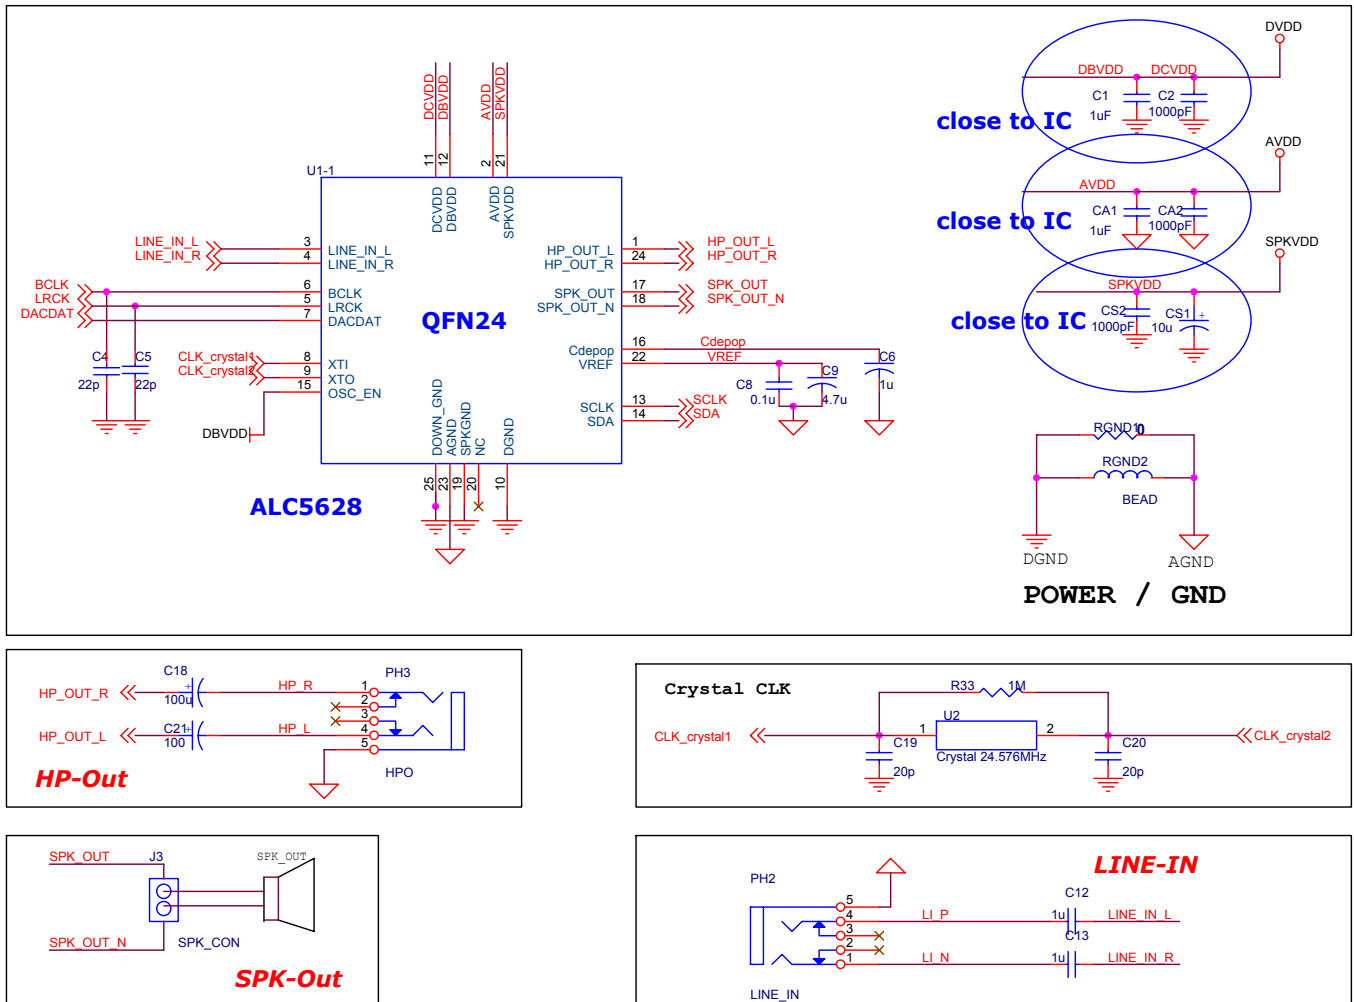 DVDD
DBVDD
DCVDD
C1
1uF
C2
1000pF
close to IC
AVDD
AVDD
CA1
1uF
CA2
1000pF
close to IC
SPKVDD
SPKVDD
CS2
1000pF
CS1
+
10u
close to IC
RGND1
0
RGND2
BEAD
DGND
AGND
POWER / GND
DCVDD
DBVDD
AVDD
SPKVDD
11
12
2
21
U1-1
DCVDD
DBVDD
AVDD
SPKVDD
LINE_IN_L
3
LINE_IN_L
LINE_IN_R
4
LINE_IN_R
BCLK
6
BCLK
LRCK
5
LRCK
DACDAT
7
DACDAT
C4
22p
C5
22p
CLK_crystal1
8
XTI
CLK_crystal2
9
XTO
15
OSC_EN
DBVDD
QFN24
HP_OUT_L
1
HP_OUT_L
HP_OUT_R
24
HP_OUT_R
SPK_OUT
17
SPK_OUT
SPK_OUT_N
18
SPK_OUT_N
Cdepop
16
Cdepop
VREF
22
VREF
C8
0.1u
C9
4.7u
C6
1u
SCLK
13
SCLK
SDA
14
SDA
DOWN_GND
AGND
SPKGND
NC
DGND
25
23
19
20
10
ALC5628
C18
+
100u
HP_OUT_R
HP_R
PH3
1
2
3
4
5
HP_OUT_L
C21
+
100
HP_L
HPO
HP-Out
Crystal CLK
R33
1M
U2
CLK_crystal1
1
2
CLK_crystal2
C19
20p
Crystal 24.576MHz
C20
20p
SPK_OUT
J3
SPK_OUT
SPK_OUT_N
SPK_CON
SPK-Out
LINE-IN
PH2
5
4
3
2
1
LI_P
C12
1u
LINE_IN_L
LI_N
C13
1u
LINE_IN_R
LINE_IN